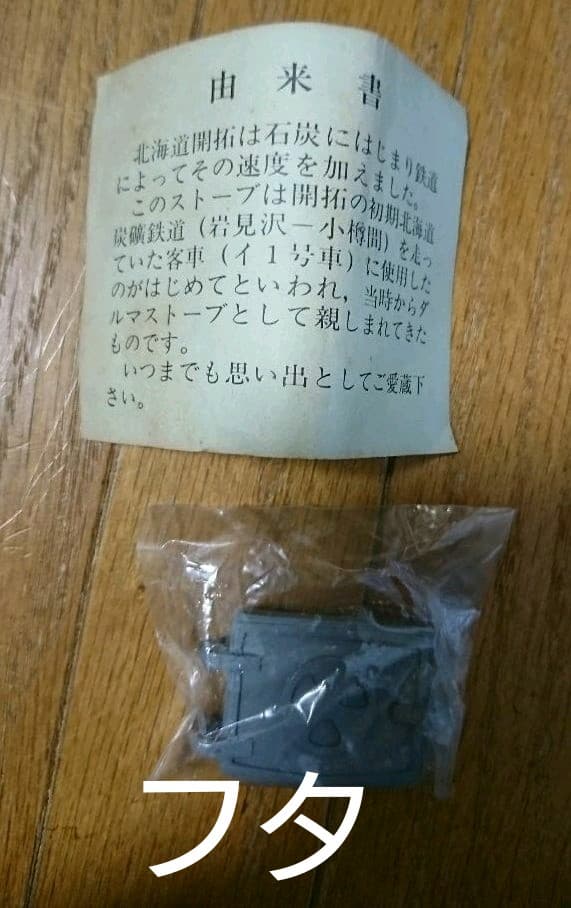 由来書
北海道開拓は石炭にはじまり鉄道
によってその速度を加えました。
このストーブは開拓の初期北海道
炭礦鉄道（岩見沢－小樽間）を走っ
ていた客車（イ１号車）に使用した
のがはじめてといわれ，当時からダ
ルマストーブとして親しまれてきた
ものです。
いつまでも思い出としてご愛蔵下
さい。
フタ